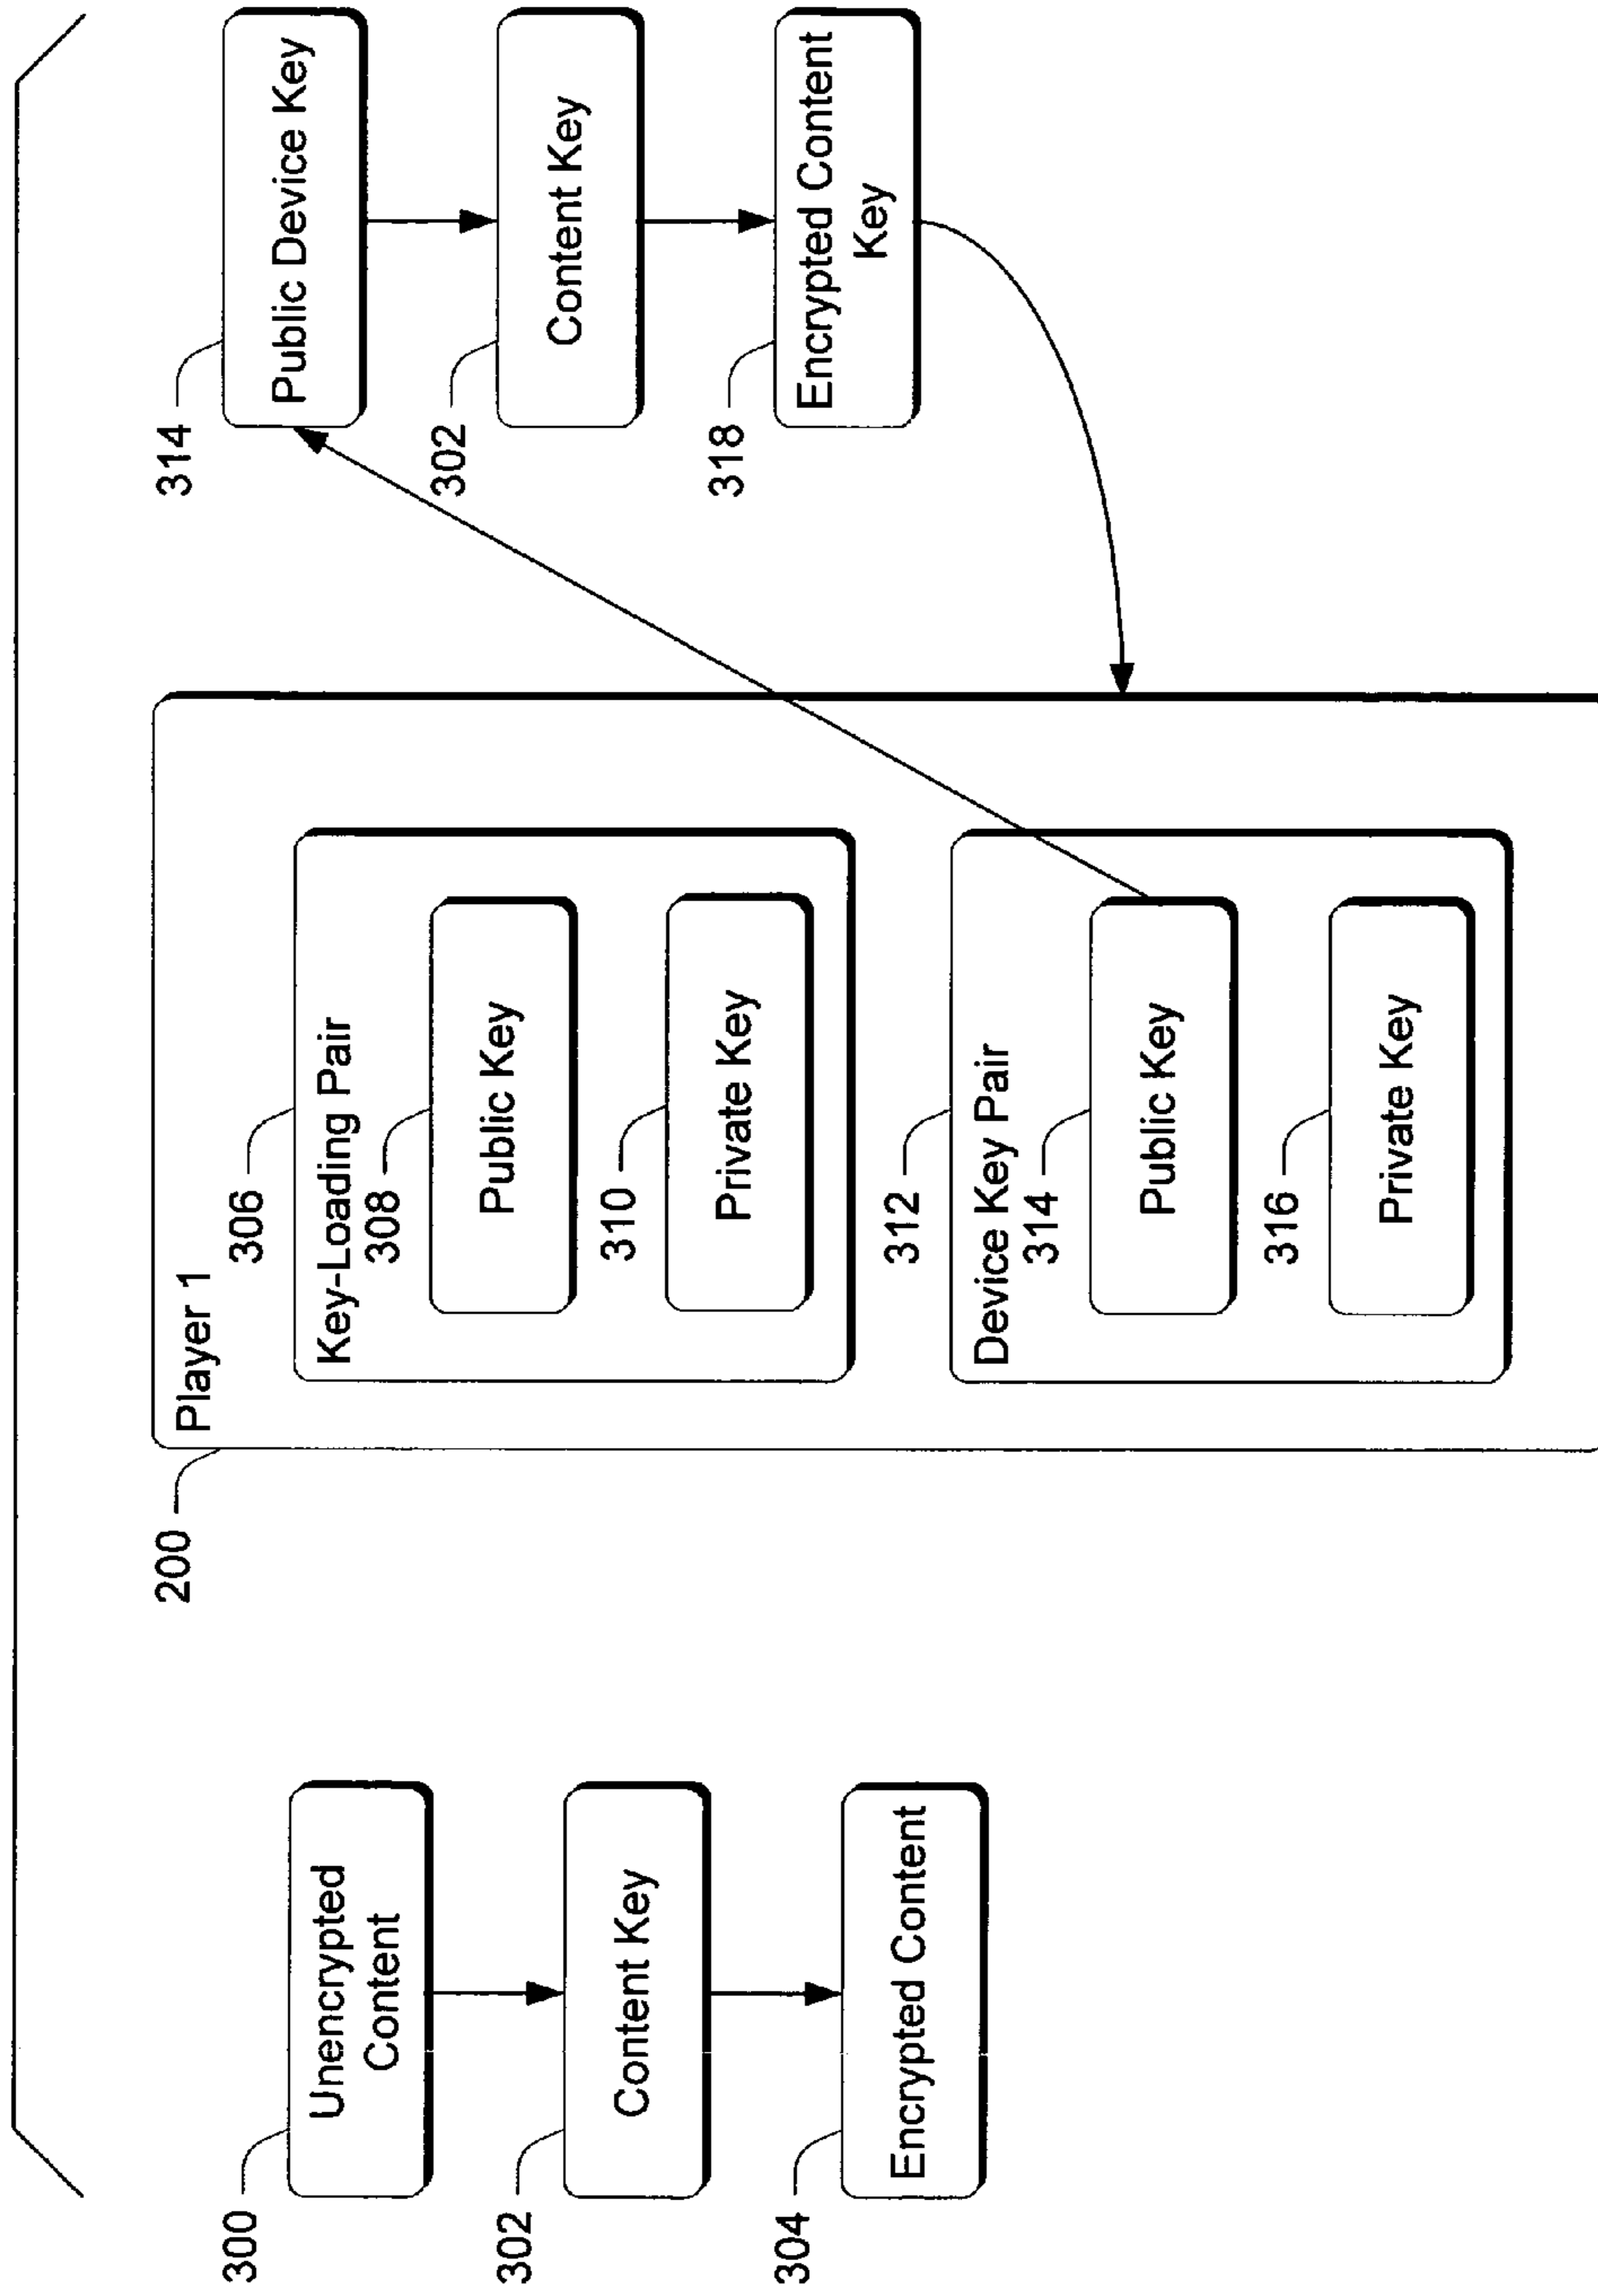 300
Unencrypted
Content
302
Content Key
304
Encrypted Content
200
Player 1
306
Key-Loading Pair
308
Public Key
310
Private Key
312
Device Key Pair
314
Public Key
316
Private Key
314
Public Device Key
302
Content Key
318
Encrypted Content
Key